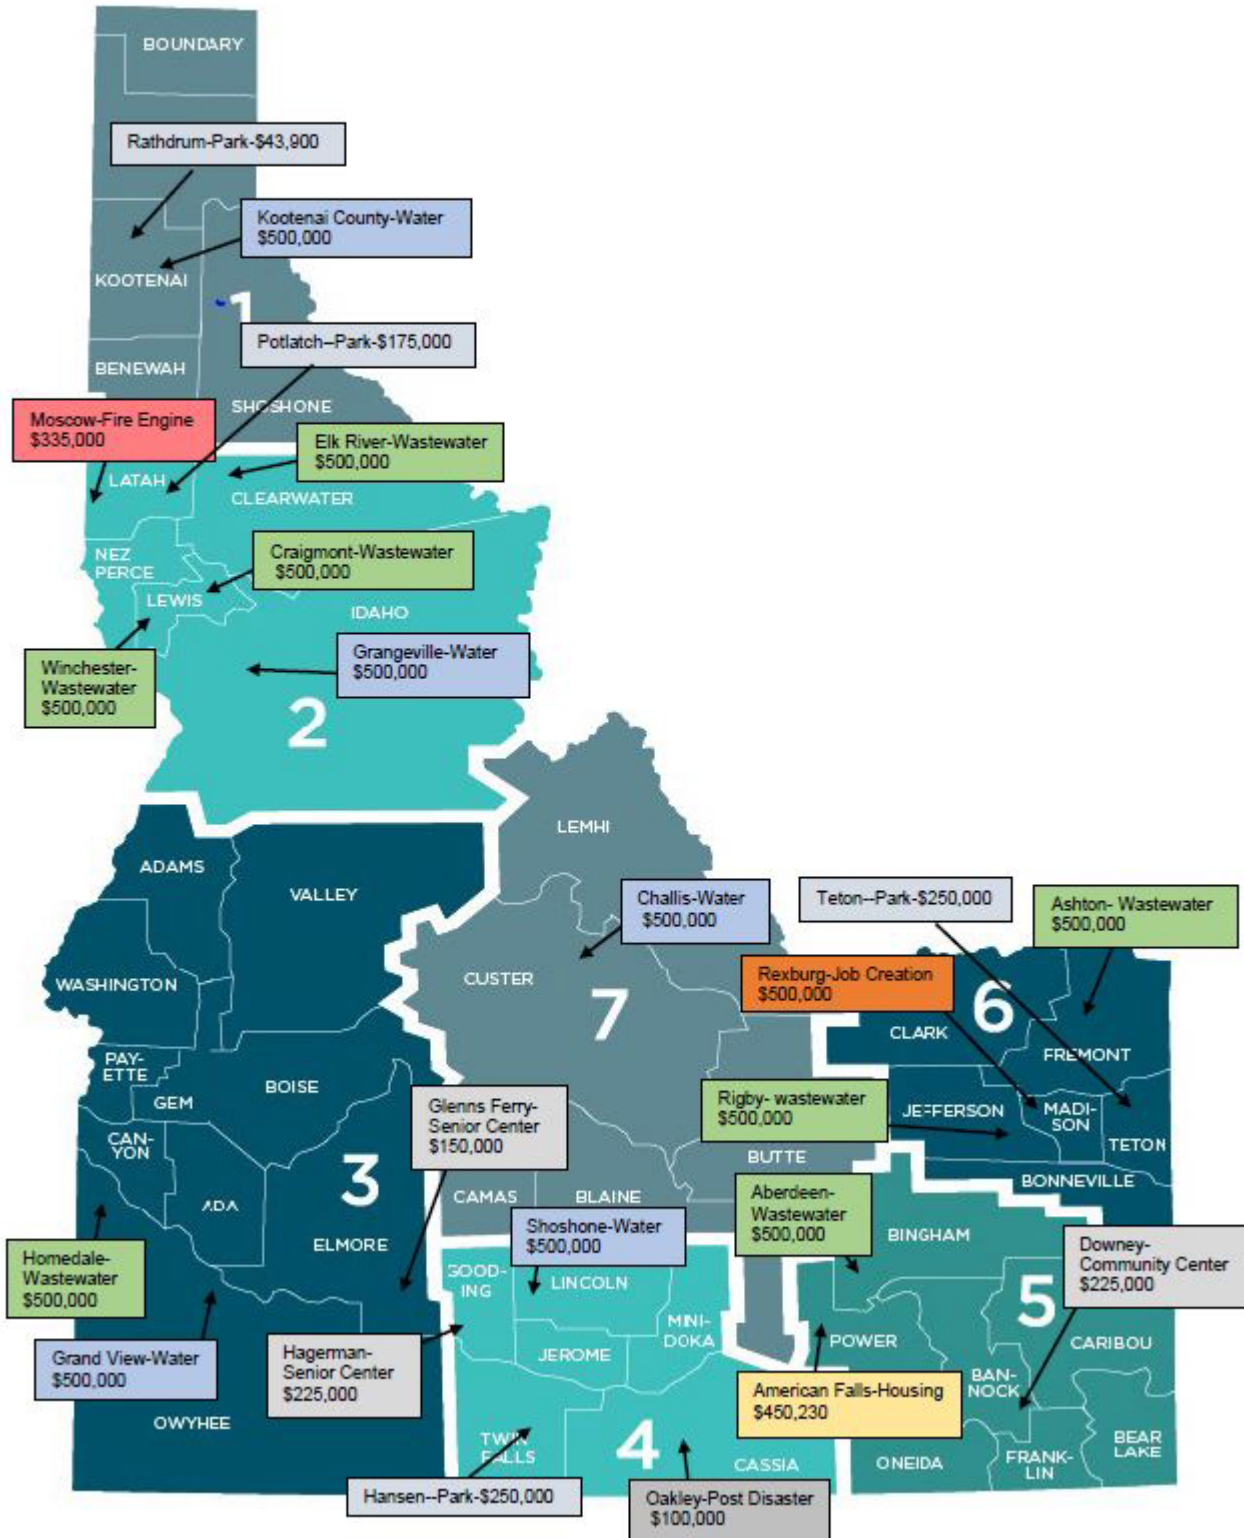 BOUNDARY
Rathdrum-Park-$43,900
Kootenai County-Water
$500,000
KOOTENAI
1
Potlatch--Park-$175,000
BENEWAH
SHOSHONE
Moscow-Fire Engine
$335,000
Elk River-Wastewater
$500,000
LATAH
CLEARWATER
Craigmont-Wastewater
$500,000
NEZ
PERCE
LEWIS
IDAHO
Grangeville-Water
$500,000
Winchester-
Wastewater
$500,000
2
LEMHI
ADAMS
VALLEY
Challis-Water
$500,000
Teton--Park-$250,000
Ashton- Wastewater
$500,000
CUSTER
WASHINGTON
Rexburg-Job Creation
$500,000
7
6
CLARK
FREMONT
PAY-
ETTE
BOISE
GEM
Glenns Ferry-
Senior Center
$150,000
Rigby- wastewater
$500,000
JEFFERSON
MADI-
SON
TETON
CAN-
YON
BUTTE
3
ADA
CAMAS
BLAINE
BONNEVILLE
Aberdeen-
Wastewater
$500,000
BINGHAM
ELMORE
Shoshone-Water
$500,000
Homedale-
Wastewater
$500,000
GOOD-
ING
LINCOLN
Downey-
Community Center
$225,000
5
MINI-
DOKA
POWER
CARIBOU
Grand View-Water
$500,000
Hagerman-
Senior Center
$225,000
JEROME
BAN-
NOCK
American Falls-Housing
$450,230
OWYHEE
TWIN
FALLS
4
CASSIA
ONEIDA
FRANK-
LIN
BEAR
LAKE
Hansen--Park-$250,000
Oakley-Post Disaster
$100,000